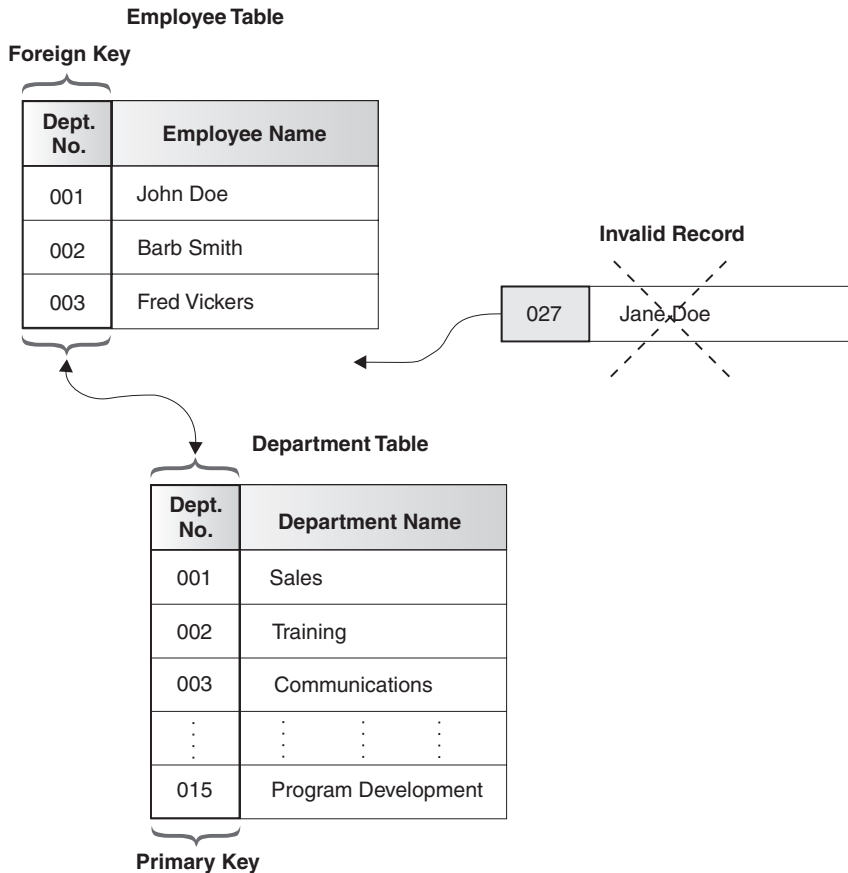 Employee Table
Foreign Key
Dept.
No.
Employee Name
001 John Doe
002 Barb Smith
003 Fred Vickers
Invalid Record
027 Jane Doe
Department Table
Dept.
No.
Department Name
001 Sales
002 Training
003 Communications
015 Program Development
Primary Key